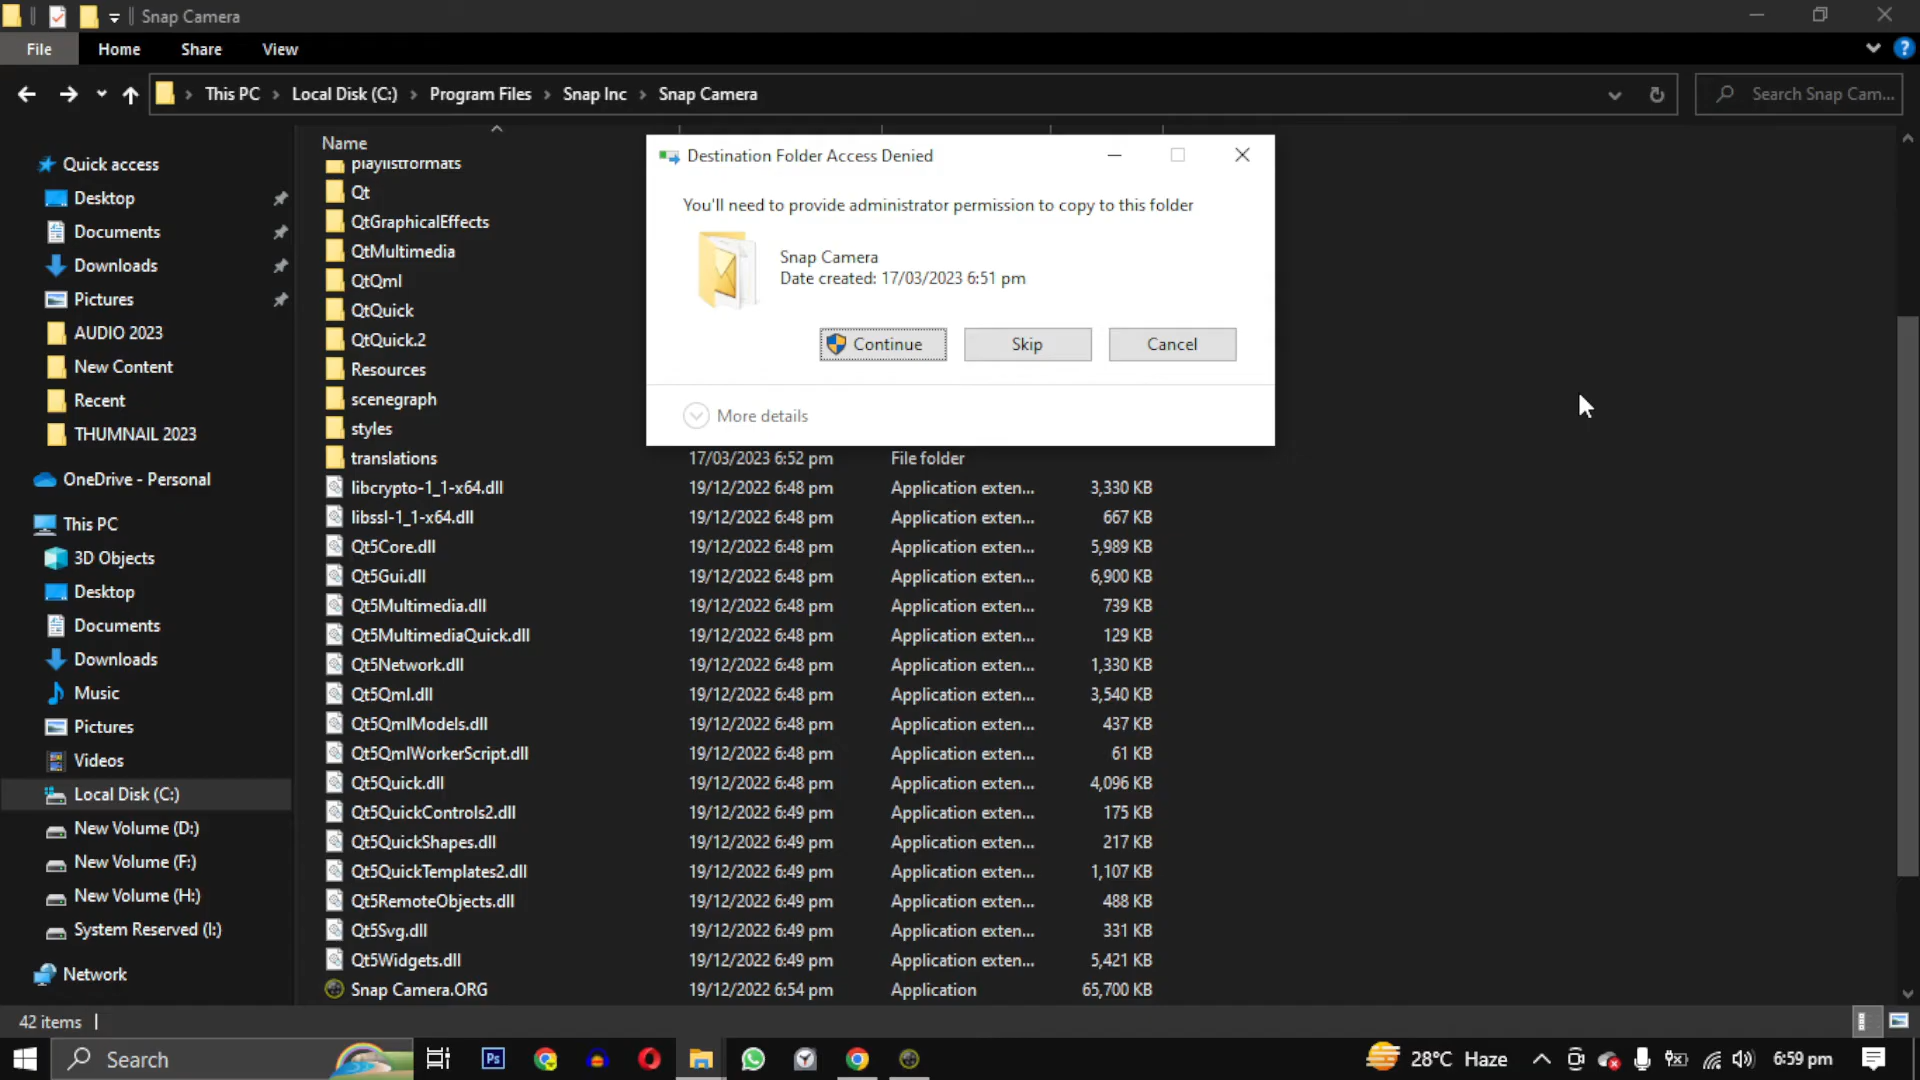 Snap Camera
File Home Share View
This PC Local Disk (C:) Program Files Snap Inc Snap Camera
Search Snap Cam...
Quick access
Desktop
Documents
Downloads
Pictures
AUDIO 2023
New Content
Recent
THUMNAIL 2023
OneDrive - Personal
This PC
3D Objects
Desktop
Documents
Downloads
Music
Pictures
Videos
Local Disk (C:)
New Volume (D:)
New Volume (F:)
New Volume (H:)
System Reserved (I:)
Network
Name
playlistformats
Qt
QtGraphicalEffects
QtMultimedia
QtQml
QtQuick
QtQuick.2
Resources
scenegraph
styles
translations 17/03/2023 6:52 pm File folder
libcrypto-1_1-x64.dll 19/12/2022 6:48 pm Application exten... 3,330 KB
libssl-1_1-x64.dll 19/12/2022 6:48 pm Application exten... 667 KB
Qt5Core.dll 19/12/2022 6:48 pm Application exten... 5,989 KB
Qt5Gui.dll 19/12/2022 6:48 pm Application exten... 6,900 KB
Qt5Multimedia.dll 19/12/2022 6:48 pm Application exten... 739 KB
Qt5MultimediaQuick.dll 19/12/2022 6:48 pm Application exten... 129 KB
Qt5Network.dll 19/12/2022 6:48 pm Application exten... 1,330 KB
Qt5Qml.dll 19/12/2022 6:48 pm Application exten... 3,540 KB
Qt5QmlModels.dll 19/12/2022 6:48 pm Application exten... 437 KB
Qt5QmlWorkerScript.dll 19/12/2022 6:48 pm Application exten... 61 KB
Qt5Quick.dll 19/12/2022 6:48 pm Application exten... 4,096 KB
Qt5QuickControls2.dll 19/12/2022 6:49 pm Application exten... 175 KB
Qt5QuickShapes.dll 19/12/2022 6:49 pm Application exten... 217 KB
Qt5QuickTemplates2.dll 19/12/2022 6:49 pm Application exten... 1,107 KB
Qt5RemoteObjects.dll 19/12/2022 6:49 pm Application exten... 488 KB
Qt5Svg.dll 19/12/2022 6:49 pm Application exten... 331 KB
Qt5Widgets.dll 19/12/2022 6:49 pm Application exten... 5,421 KB
Snap Camera.ORG 19/12/2022 6:54 pm Application 65,700 KB
Destination Folder Access Denied
You'll need to provide administrator permission to copy to this folder
Snap Camera
Date created: 17/03/2023 6:51 pm
Continue Skip Cancel
More details
42 items
Search
Ps
28°C Haze
6:59 pm